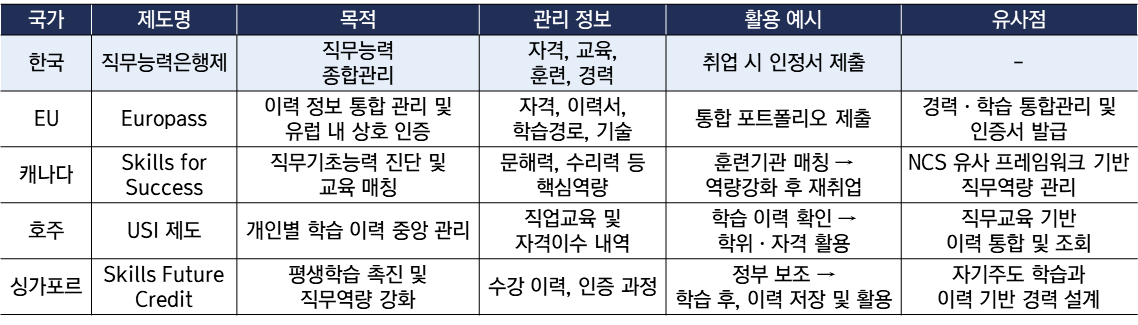 국가 제도명 목적 관리 정보 활용 예시 유사점
한국 직무능력은행제 직무능력 종합관리 자격, 교육, 훈련, 경력 취업 시 인정서 제출 -
EU Europass 이력 정보 통합 관리 및 유럽 내 상호 인증 자격, 이력서, 학습경로, 기술 통합 포트폴리오 제출 경력·학습 통합관리 및 인증서 발급
캐나다 Skills for Success 직무기초능력 진단 및 교육 매칭 문해력, 수리력 등 핵심역량 훈련기관 매칭 → 역량강화 후 재취업 NCS 유사 프레임워크 기반 직무역량 관리
호주 USI 제도 개인별 학습 이력 중앙 관리 직업교육 및 자격이수 내역 학습 이력 확인 → 학위·자격 활용 직무교육 기반 이력 통합 및 조회
싱가포르 Skills Future Credit 평생학습 촉진 및 직무역량 강화 수강 이력, 인증 과정 정부 보조 → 학습 후, 이력 저장 및 활용 자기주도 학습과 이력 기반 경력 설계